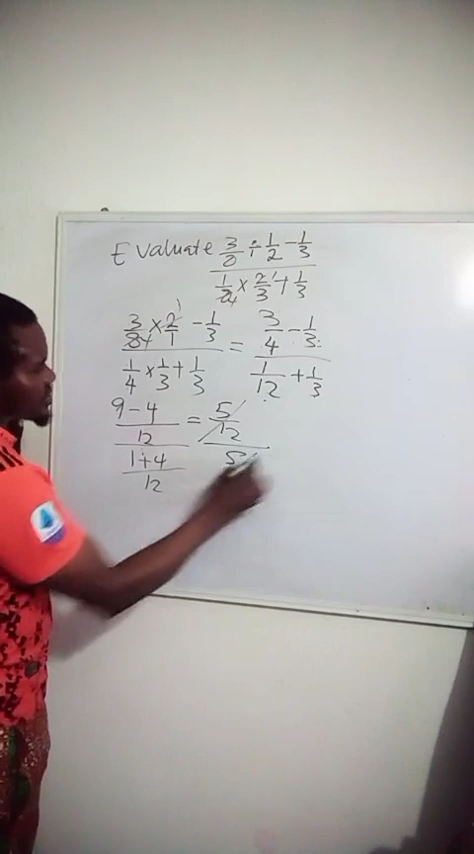 Evaluate 3/8 ÷ 1/2 - 1/3
1/8 × 2/3 + 1/3
3/8 × 2/1 - 1/3 = 3/4 - 1/3
1/4 × 1/3 + 1/3 1/12 + 1/3
9-4/12 = 5/12
1+4/12 5